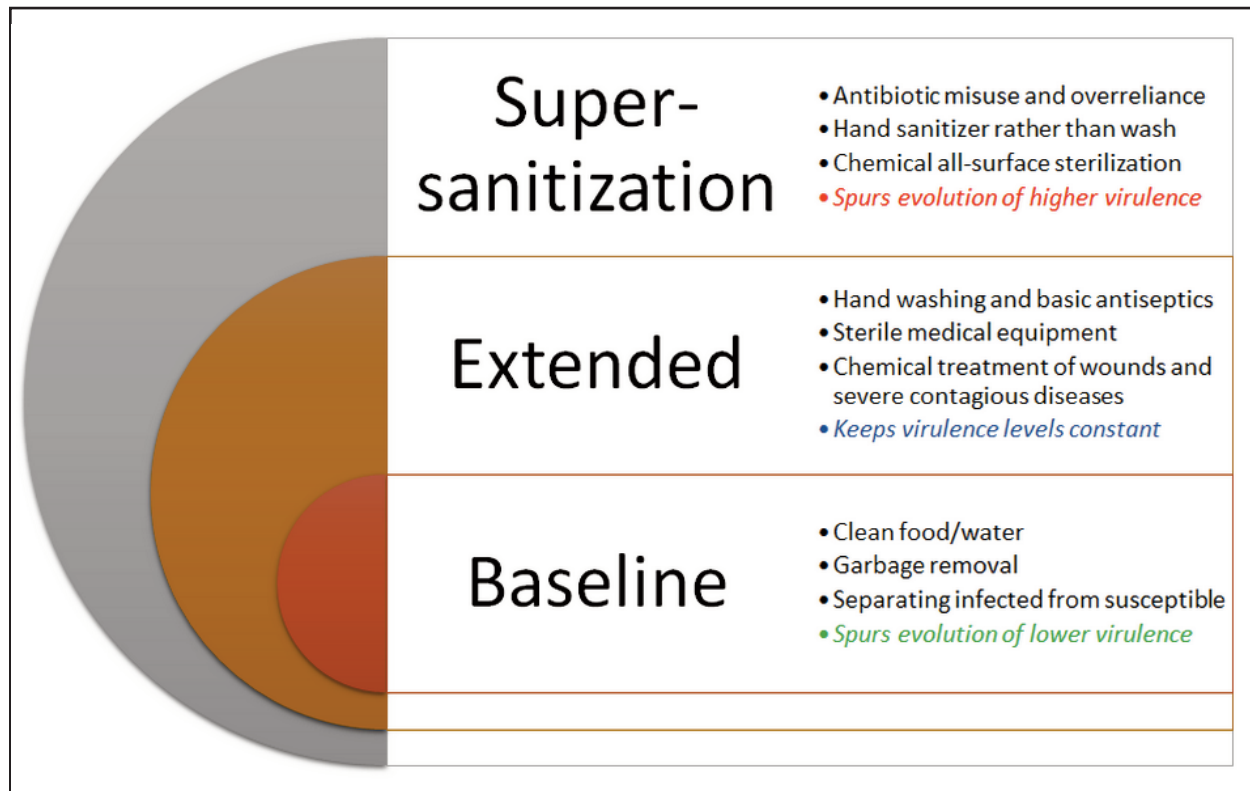 Super-
sanitization
• Antibiotic misuse and overreliance
• Hand sanitizer rather than wash
• Chemical all-surface sterilization
• Spurs evolution of higher virulence
Extended
• Hand washing and basic antiseptics
• Sterile medical equipment
• Chemical treatment of wounds and
severe contagious diseases
• Keeps virulence levels constant
Baseline
• Clean food/water
• Garbage removal
• Separating infected from susceptible
• Spurs evolution of lower virulence